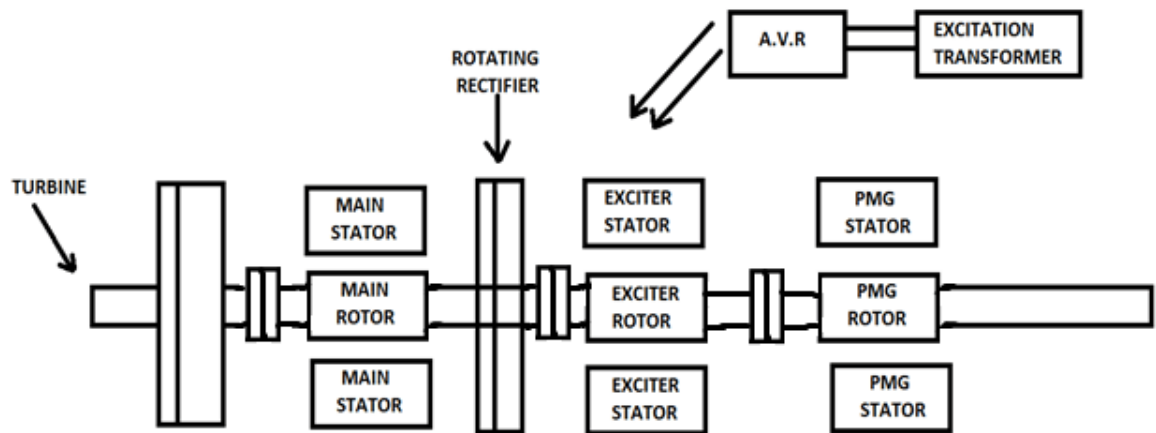 A.V.R
EXCITATION
TRANSFORMER
ROTATING
RECTIFIER
TURBINE
MAIN
STATOR
EXCITER
STATOR
PMG
STATOR
MAIN
ROTOR
EXCITER
ROTOR
PMG
ROTOR
MAIN
STATOR
EXCITER
STATOR
PMG
STATOR